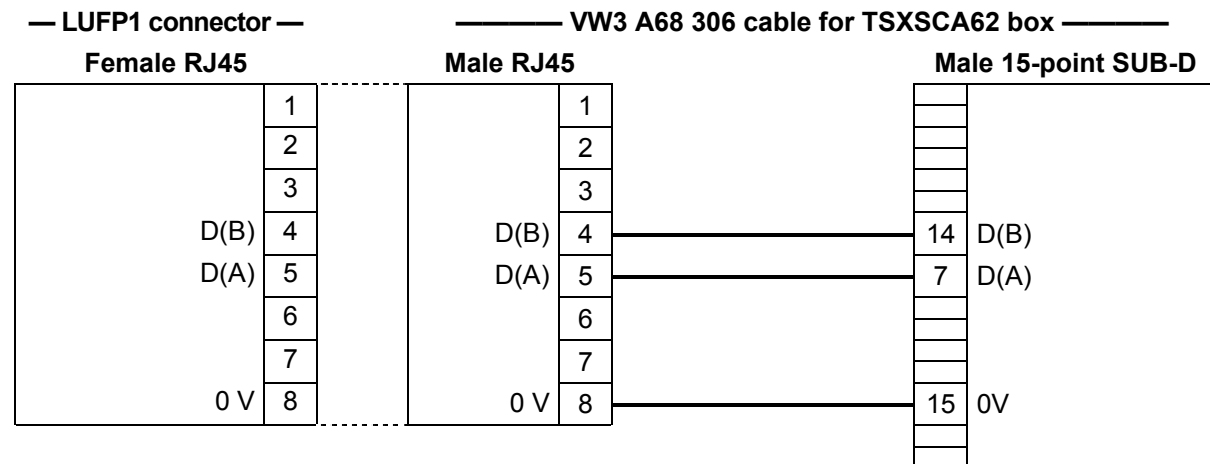 — LUFP1 connector — ———— VW3 A68 306 cable for TSXSCA62 box ————
Female RJ45 Male RJ45 Male 15-point SUB-D
1 1
2 2
3 3
D(B) 4 D(B) 4 14 D(B)
D(A) 5 D(A) 5 7 D(A)
6 6
7 7
0 V 8 0 V 8 15 0V